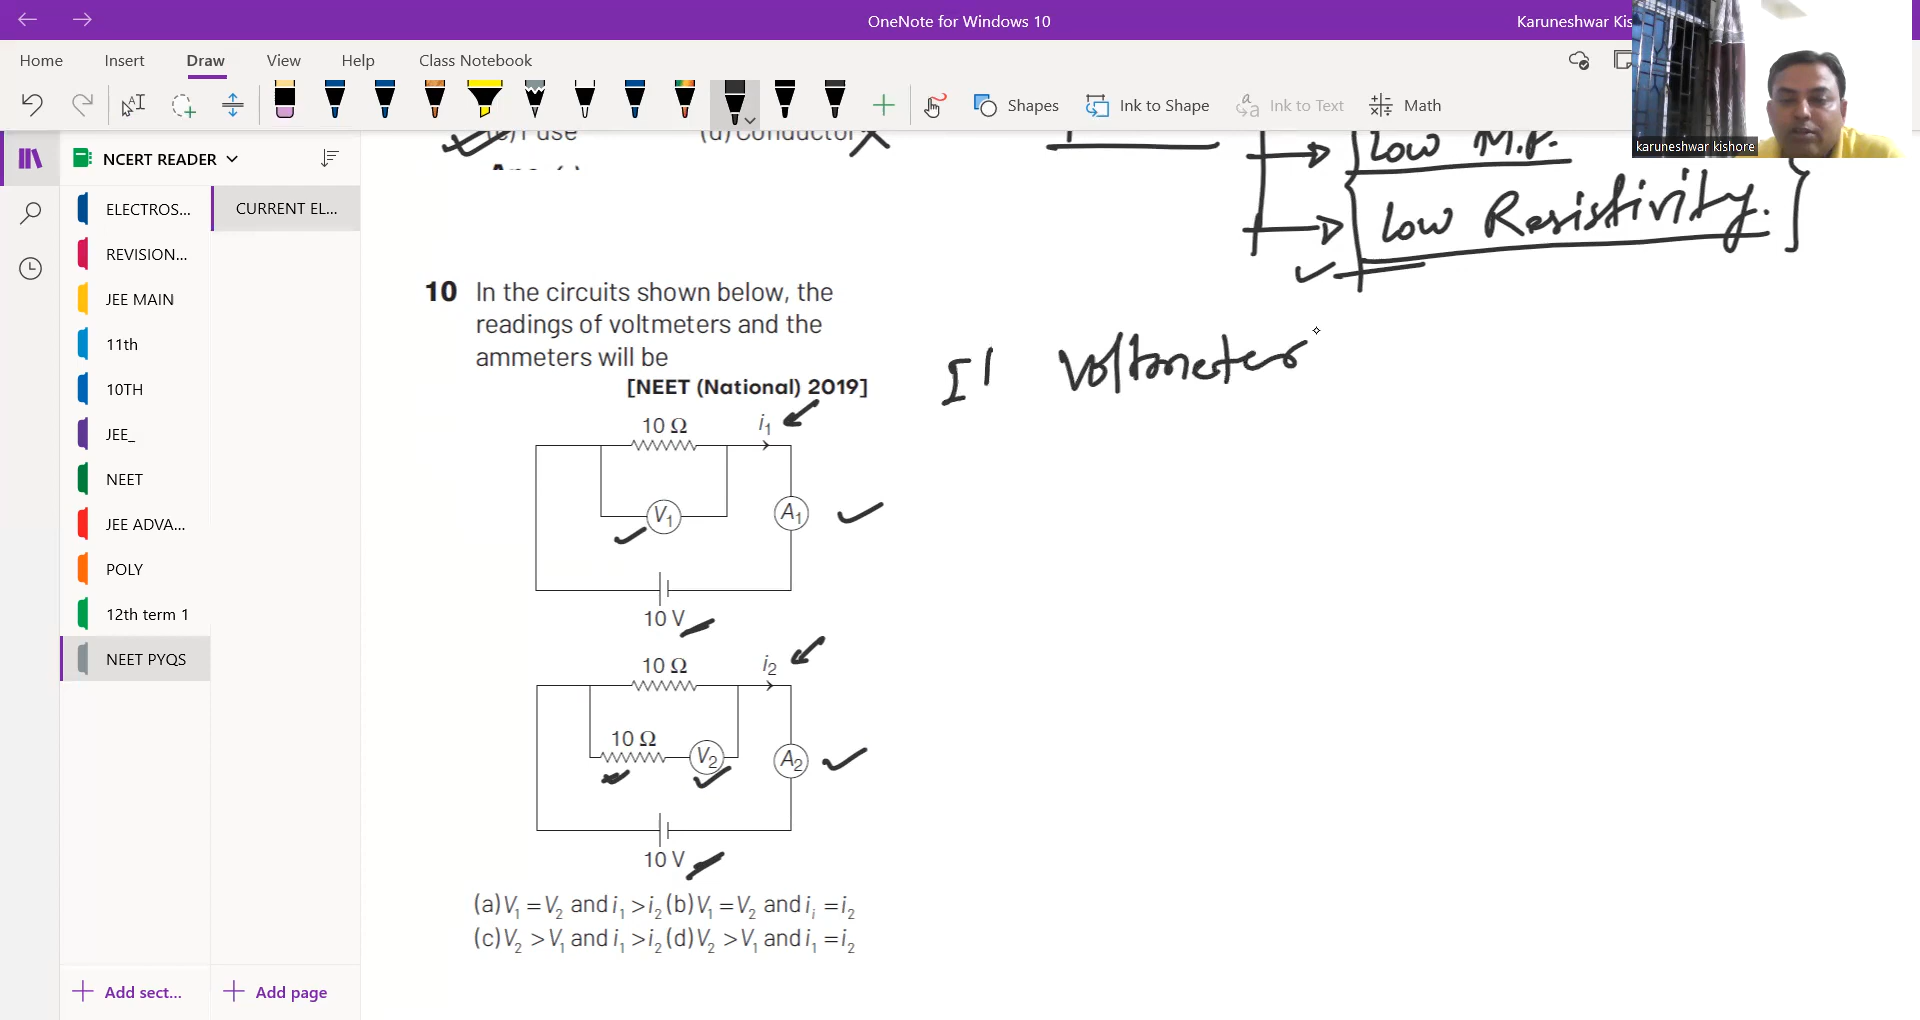 OneNote for Windows 10
Karuneshwar Kis
Home Insert Draw View Help Class Notebook
Shapes Ink to Shape Ink to Text Math
karuneshwar kishore
NCERT READER
ELECTROS...
REVISION...
JEE MAIN
11th
10TH
JEE_
NEET
JEE ADVA...
POLY
12th term 1
NEET PYQS
Add sect...
CURRENT EL...
Add page
(c) Fuse (d) Conductor
low M.P.
low Resistivity.
10 In the circuits shown below, the
readings of voltmeters and the
ammeters will be
[NEET (National) 2019]
10 Ω i₁
V₁ A₁
10 V
10 Ω i₂
10 Ω V₂ A₂
10 V
(a) V₁ = V₂ and i₁ > i₂ (b) V₁ = V₂ and iᵢ = i₂
(c) V₂ > V₁ and i₁ > i₂ (d) V₂ > V₁ and i₁ = i₂
Voltmeter